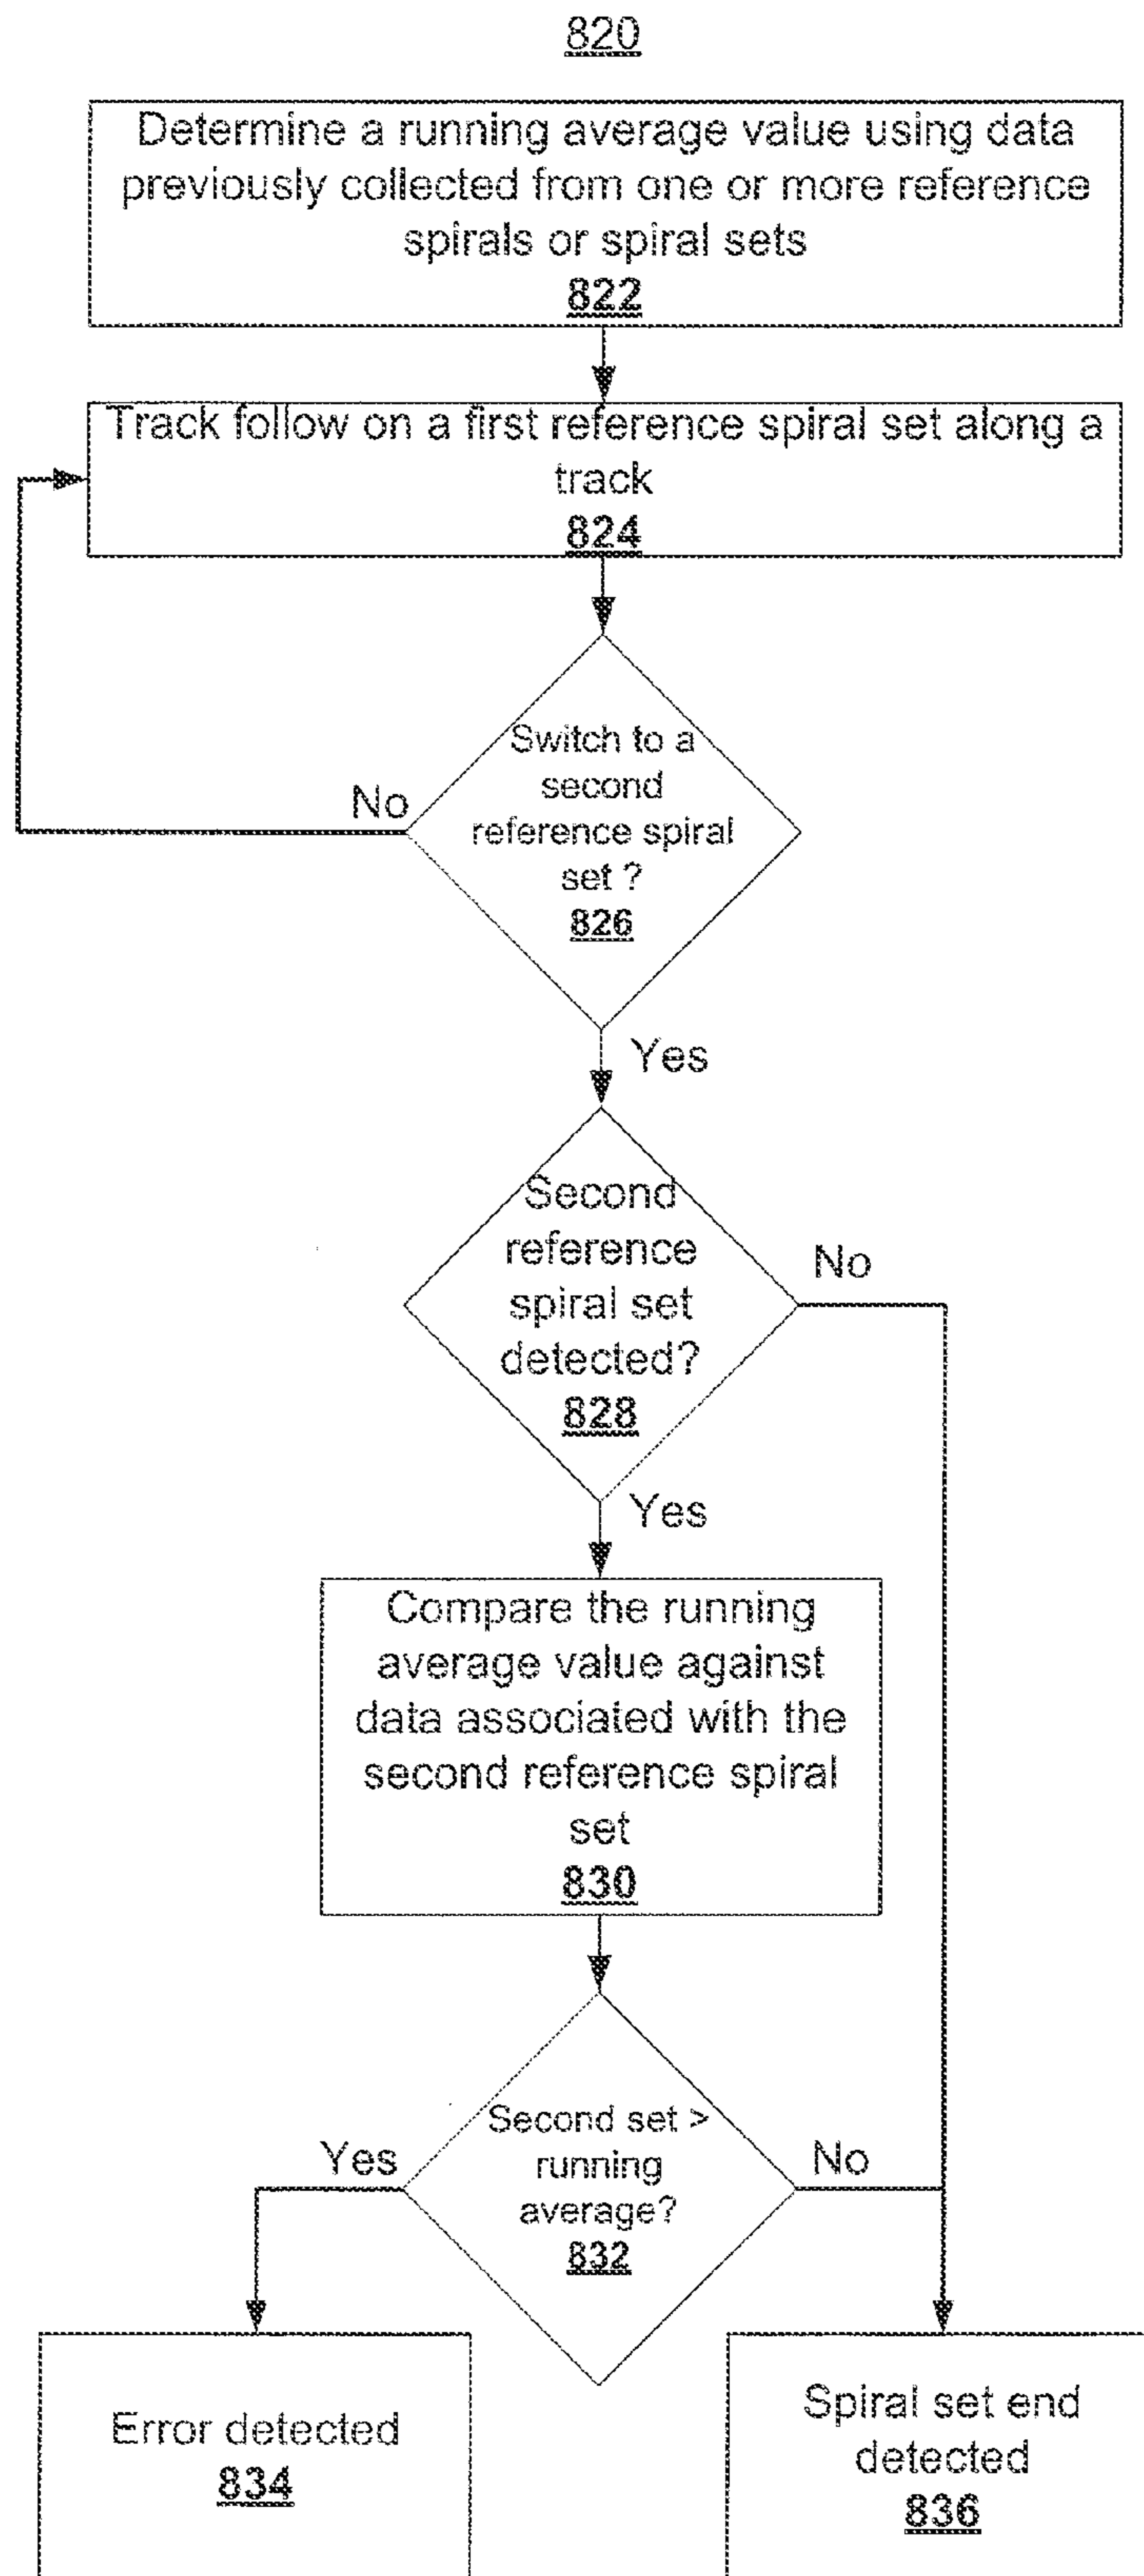 820
Determine a running average value using data
previously collected from one or more reference
spirals or spiral sets
822
Track follow on a first reference spiral set along a
track
824
Switch to a
second
reference spiral
set ?
826
No
Yes
Second
reference
spiral set
detected?
828
No
Yes
Compare the running
average value against
data associated with the
second reference spiral
set
830
Second set >
running
average?
832
Yes
No
Error detected
834
Spiral set end
detected
836